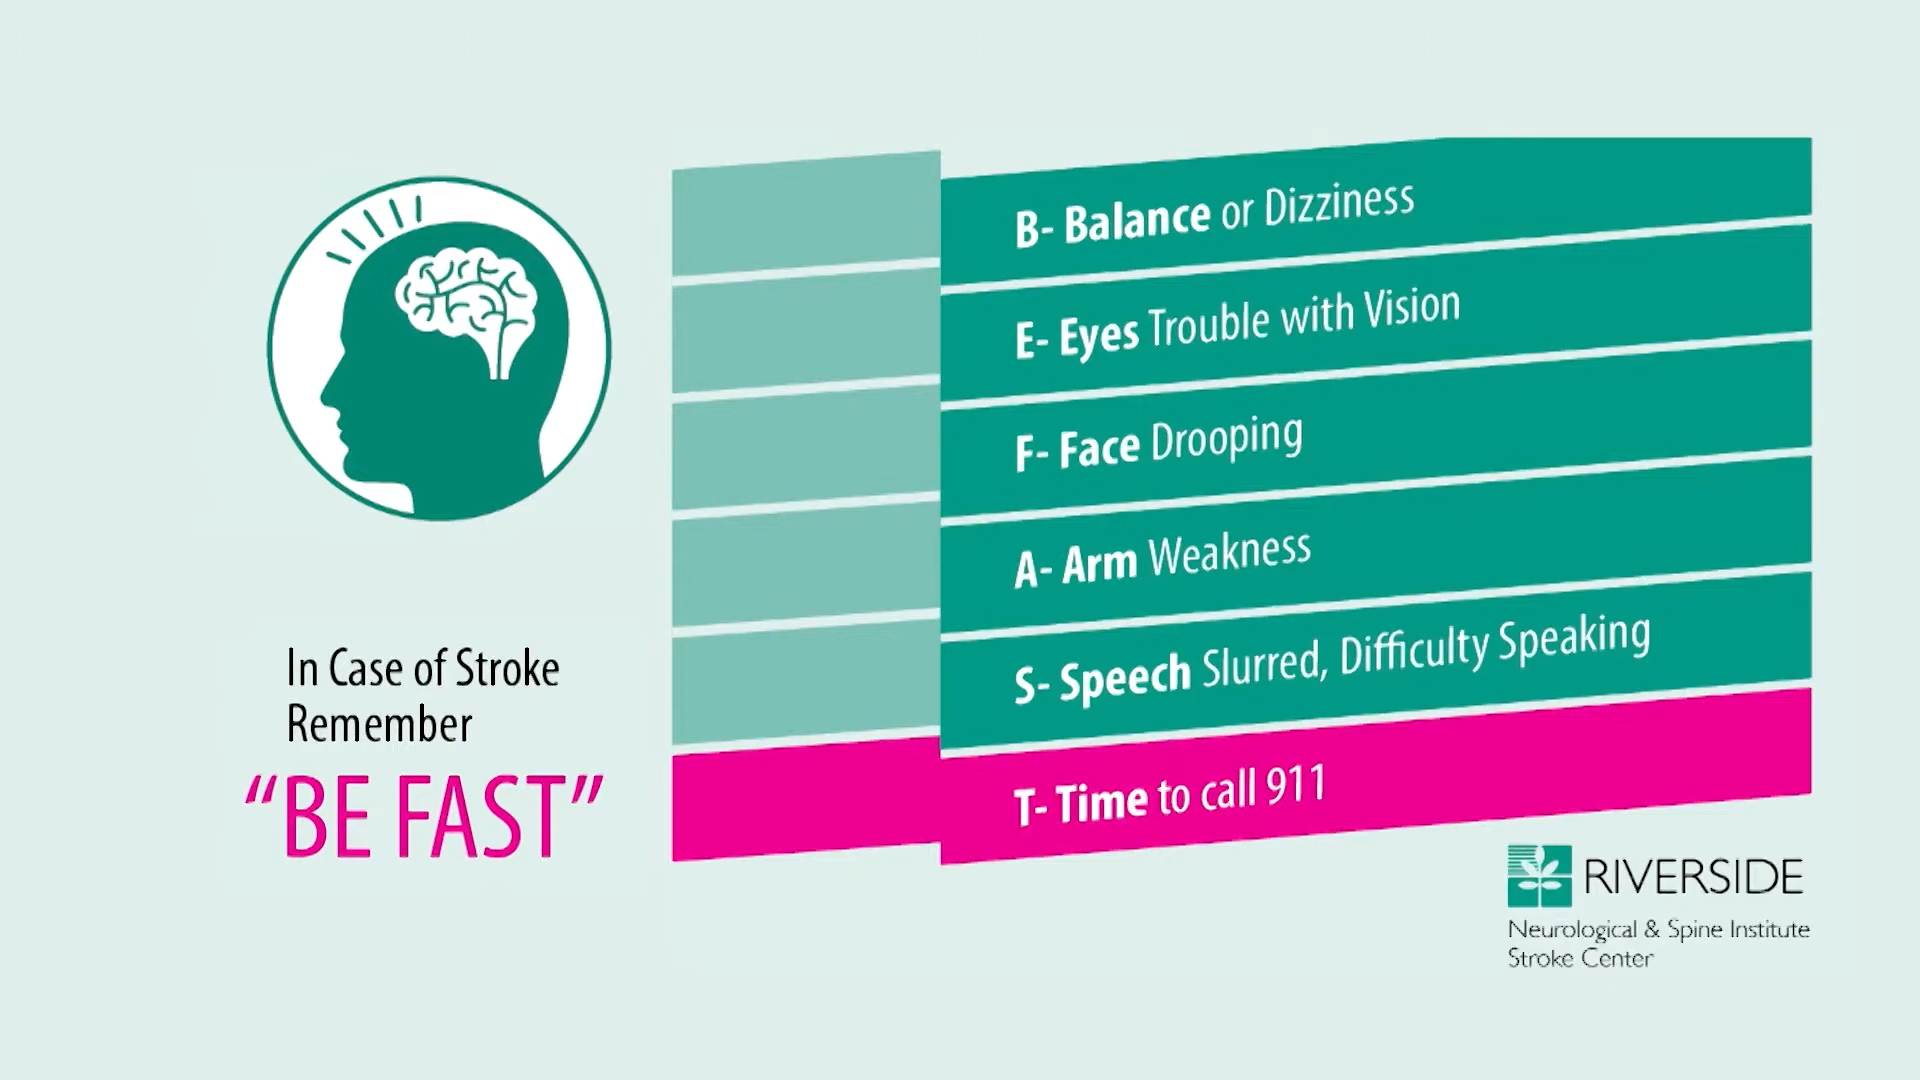 In Case of Stroke
Remember
“BE FAST”
B- Balance or Dizziness
E- Eyes Trouble with Vision
F- Face Drooping
A- Arm Weakness
S- Speech Slurred, Difficulty Speaking
T- Time to call 911
RIVERSIDE
Neurological & Spine Institute
Stroke Center